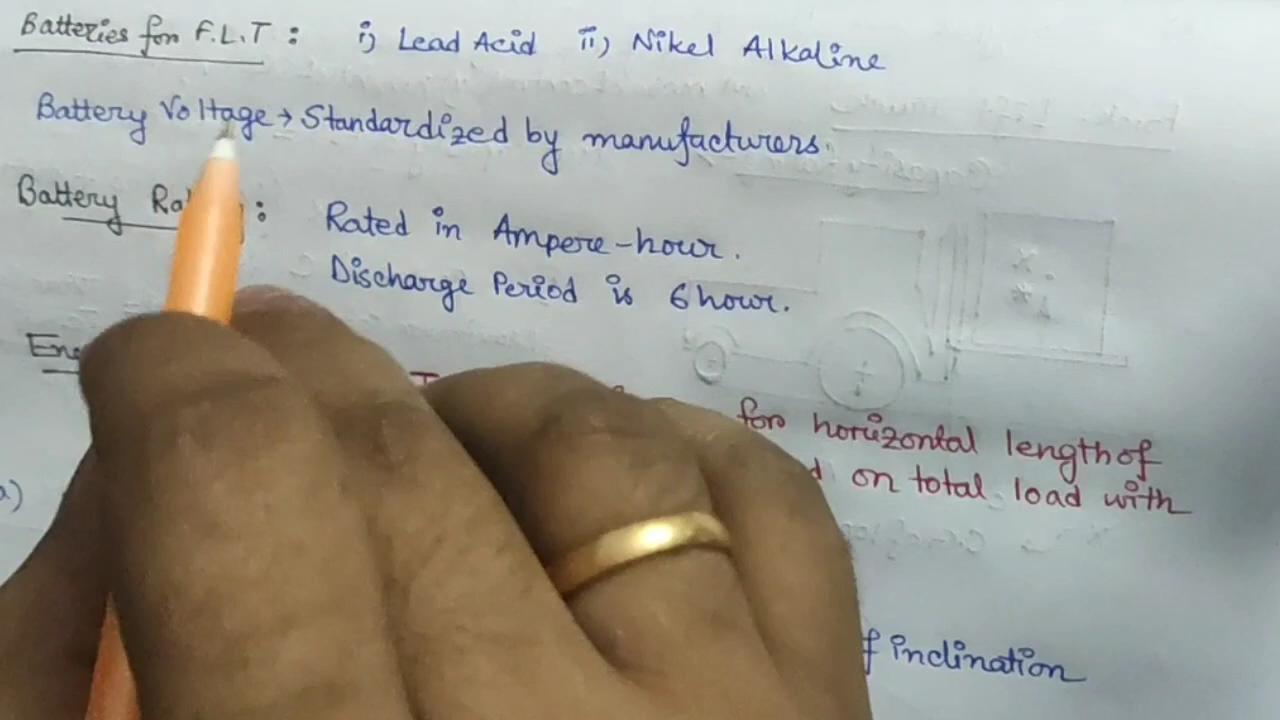 Batteries for F.L.T : i) Lead Acid ii) Nikel Alkaline
Battery Voltage → Standardized by manufacturers.
Battery : Rated in Ampere-hour.
Discharge Period is 6 hour.
for horizontal length of
on total load with
a)
of inclination